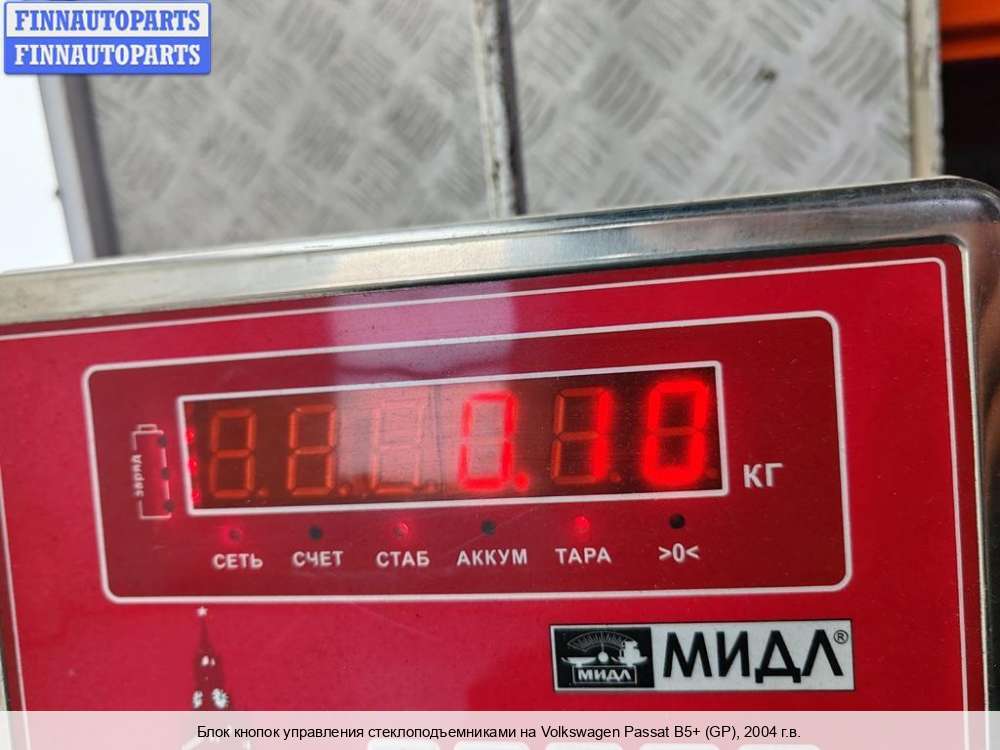 FINNAUTOPARTS
FINNAUTOPARTS
0.10
КГ
заряд
СЕТЬ СЧЕТ СТАБ АККУМ ТАРА >0<
МИДЛ МИДЛ®
Блок кнопок управления стеклоподъемниками на Volkswagen Passat B5+ (GP), 2004 г.в.